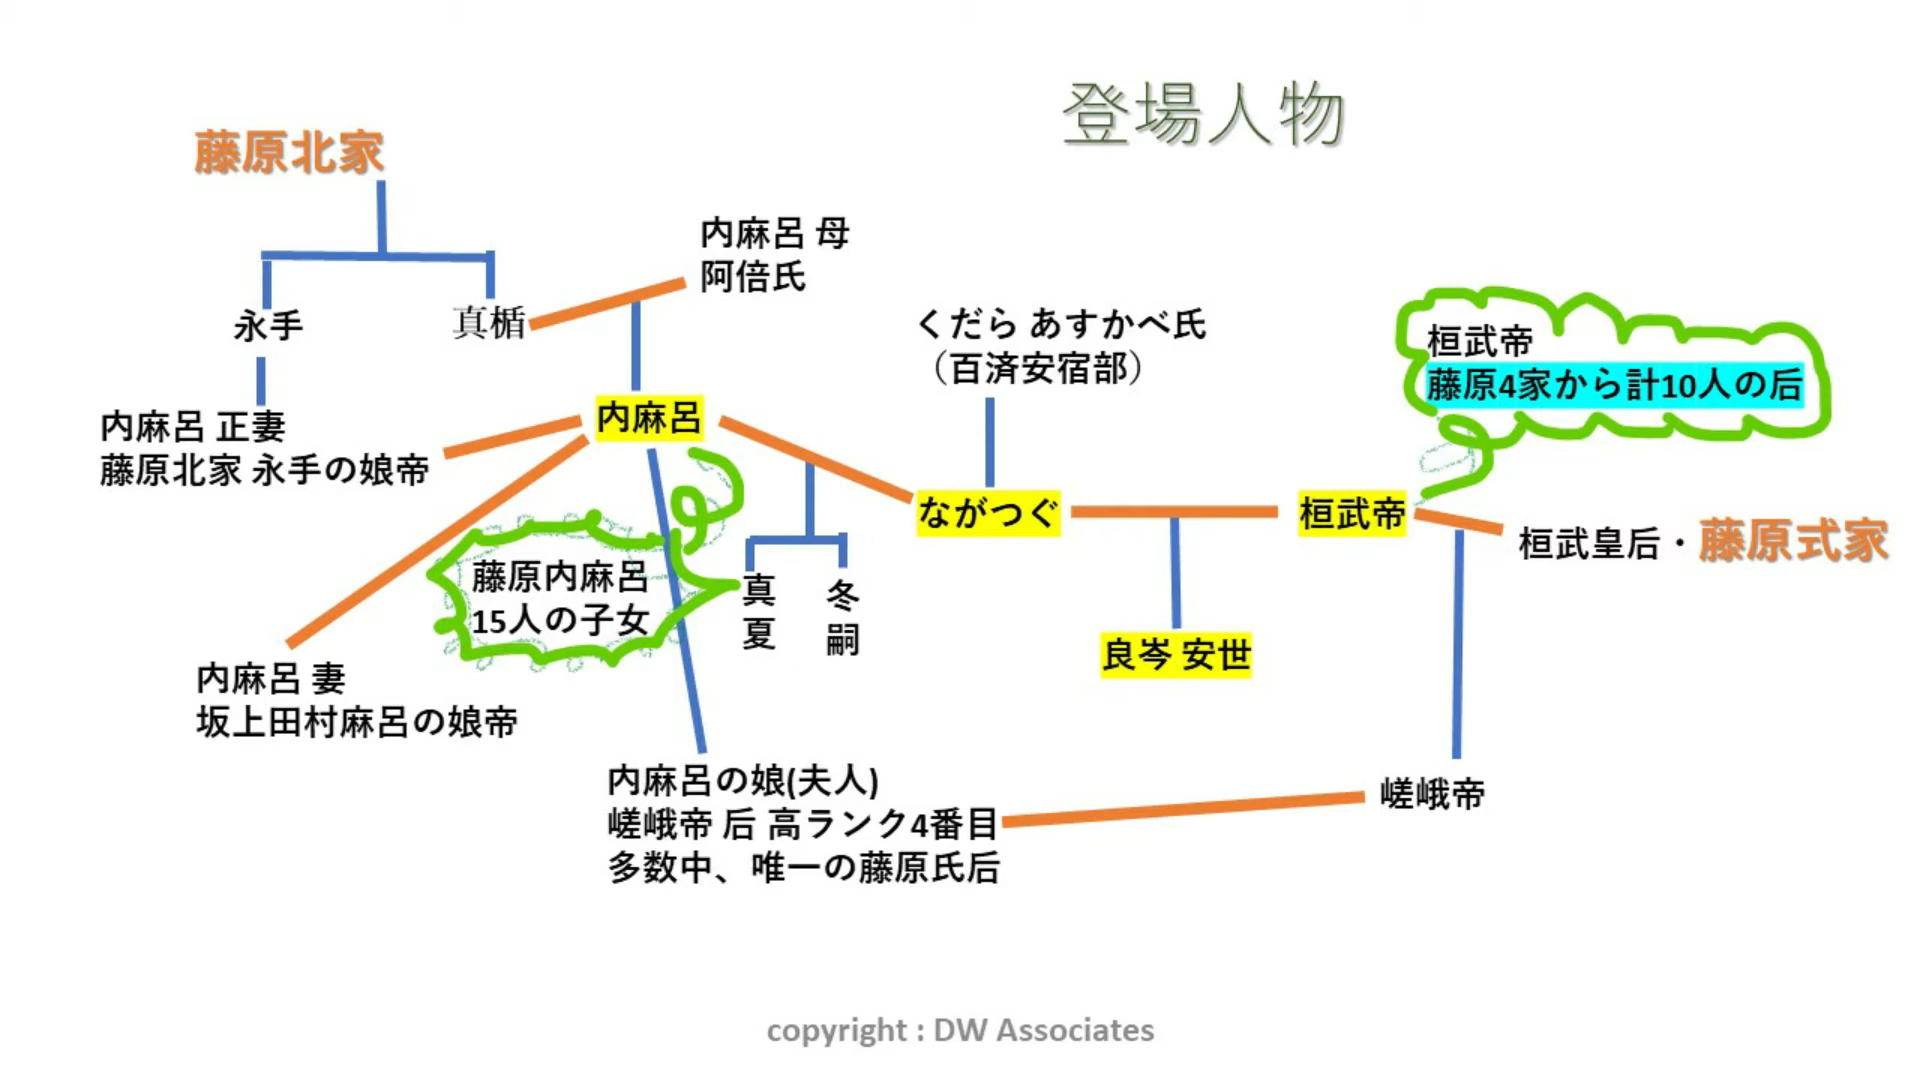 登場人物
藤原北家
内麻呂 母
阿倍氏
永手
真楯
くだら あすかべ氏
（百済安宿部）
桓武帝
藤原4家から計10人の后
内麻呂 正妻
藤原北家 永手の娘帝
内麻呂
ながつぐ
桓武帝
桓武皇后・藤原式家
藤原内麻呂
15人の子女
真夏
冬嗣
良岑 安世
内麻呂 妻
坂上田村麻呂の娘帝
内麻呂の娘(夫人)
嵯峨帝 后 高ランク4番目
多数中、唯一の藤原氏后
嵯峨帝
copyright : DW Associates